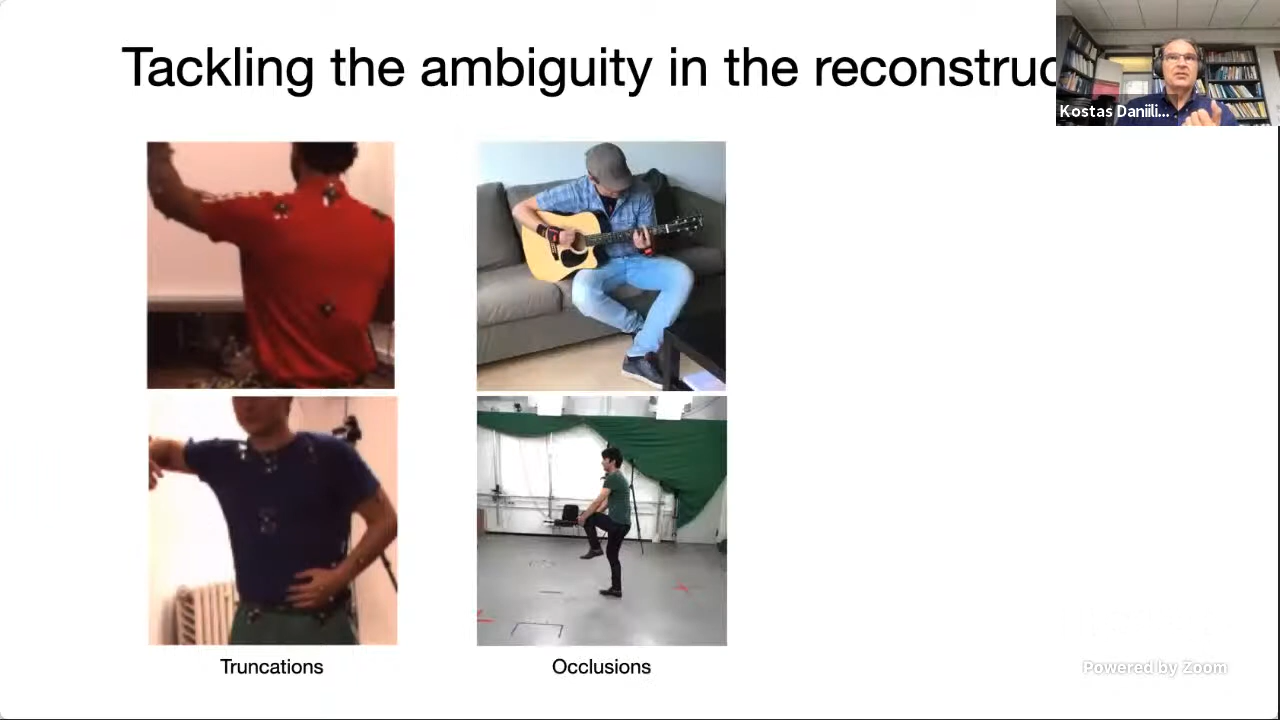 Tackling the ambiguity in the reconstruc
Kostas Daniili...
Truncations
Occlusions
Powered by Zoom